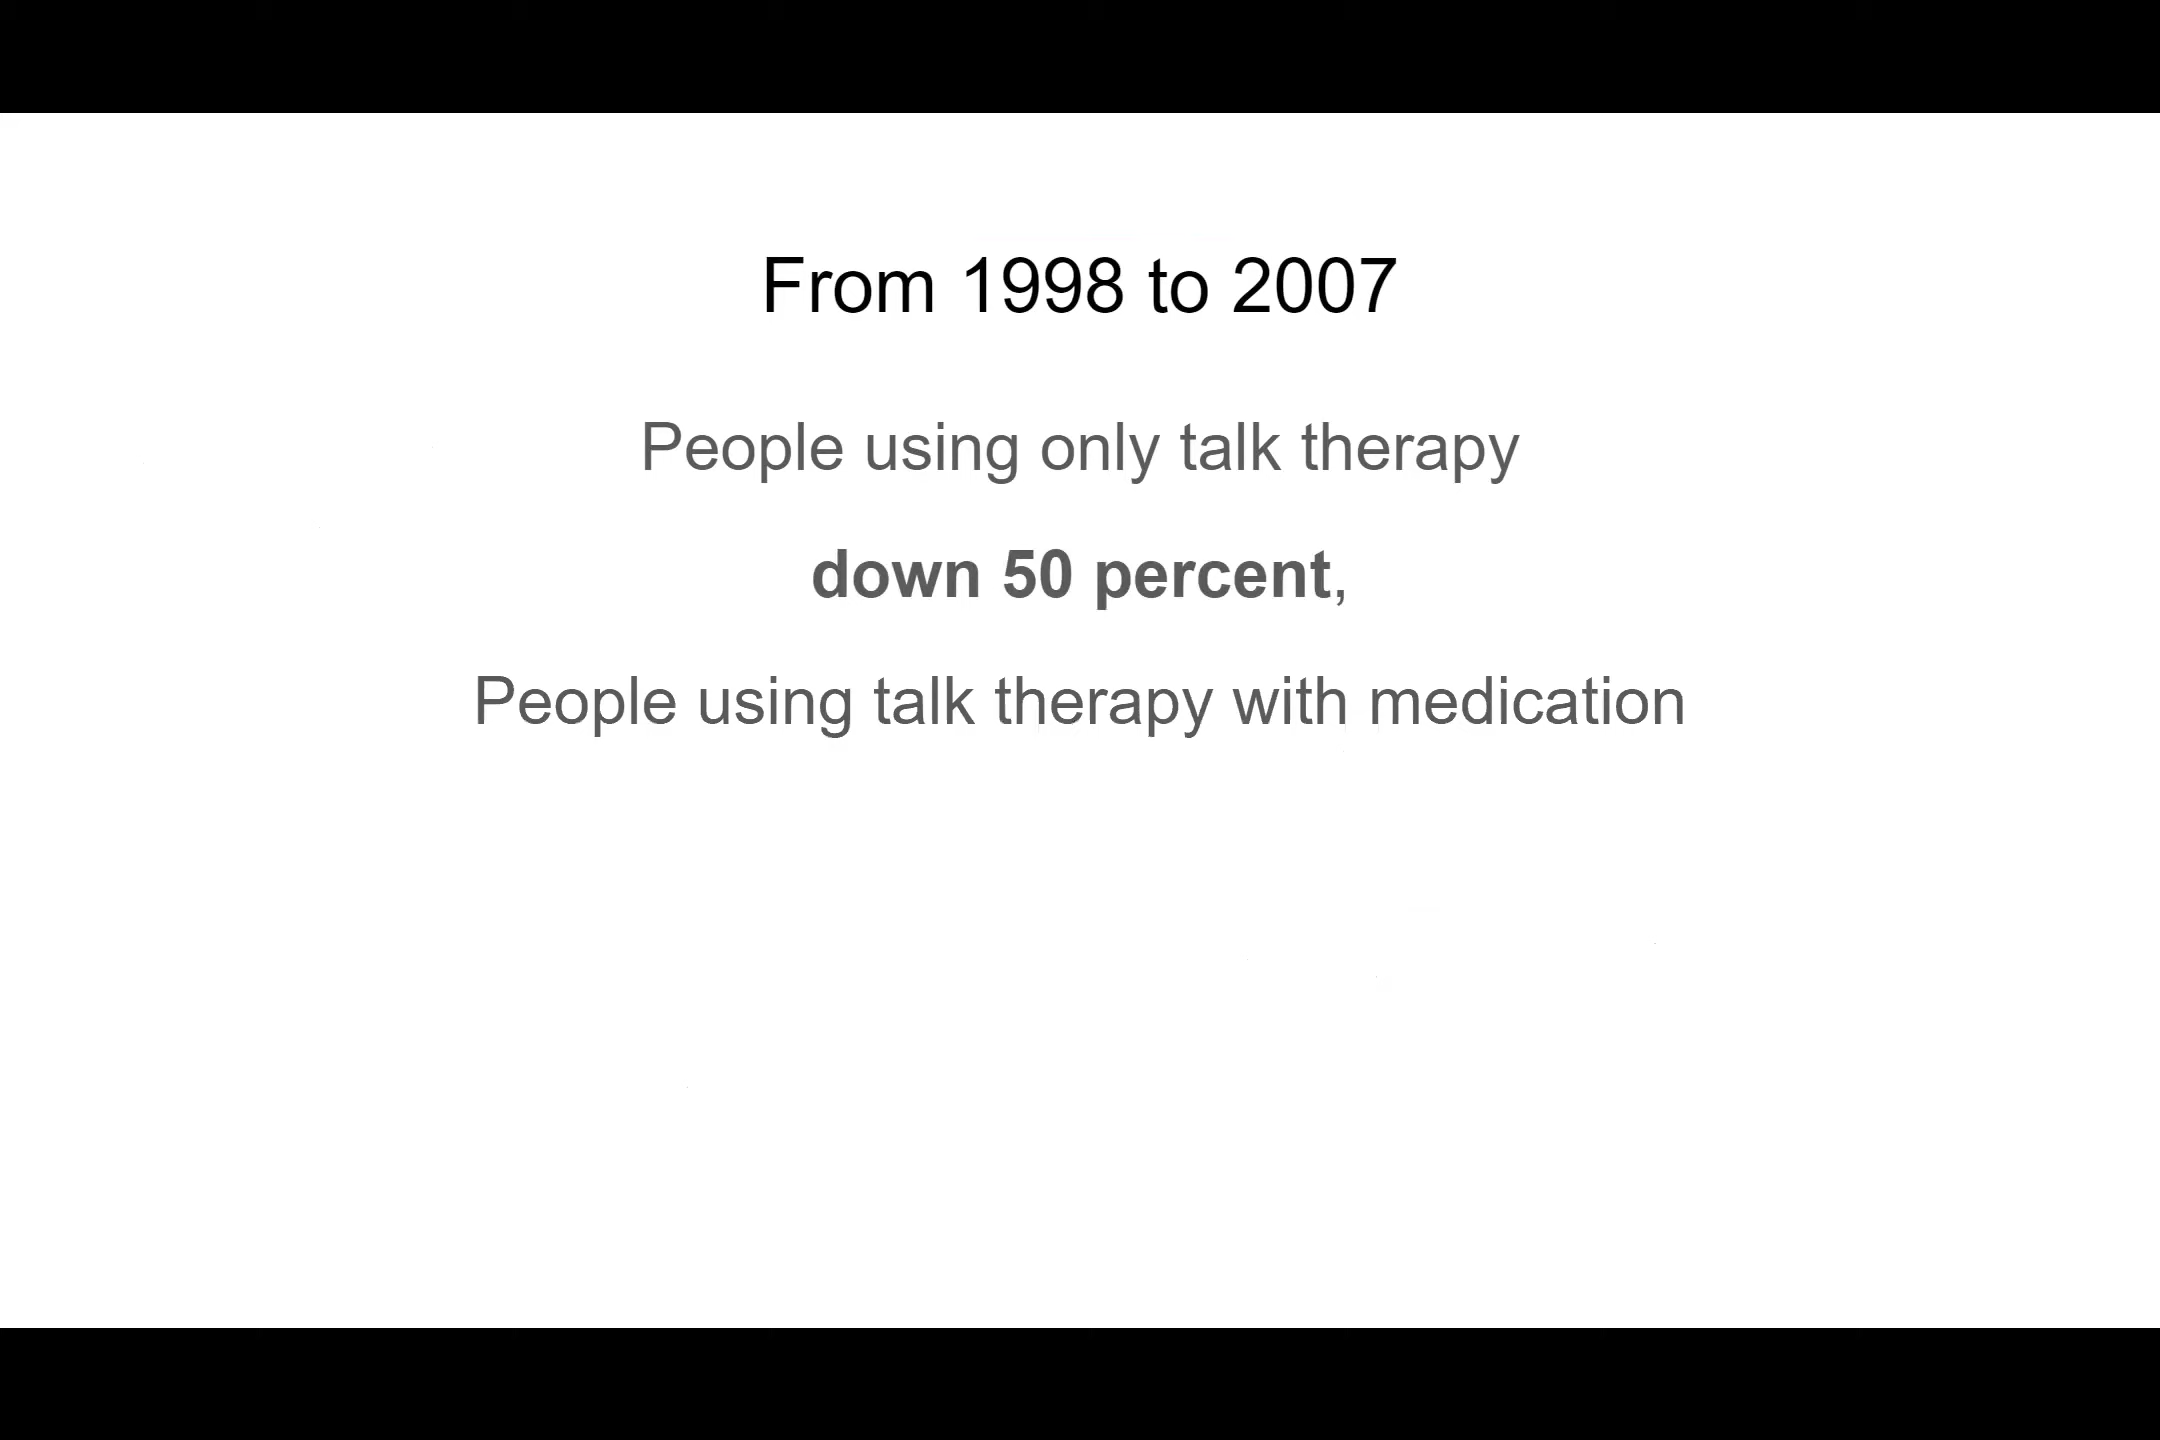 From 1998 to 2007
People using only talk therapy
down 50 percent,
People using talk therapy with medication